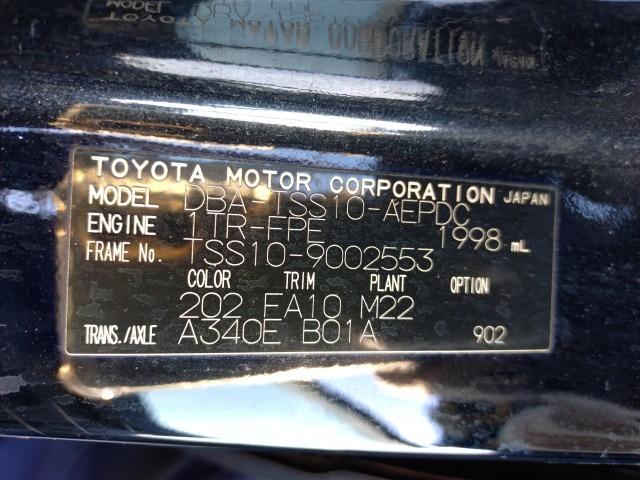 TOYOTA MOTOR CORPORATION JAPAN
MODEL DBA-TSS10-AEPDC
ENGINE 1TR-FPE 1998 mL
FRAME No. TSS10-9002553
COLOR TRIM PLANT OPTION
202 FA10 M22
TRANS./AXLE A340E B01A 902